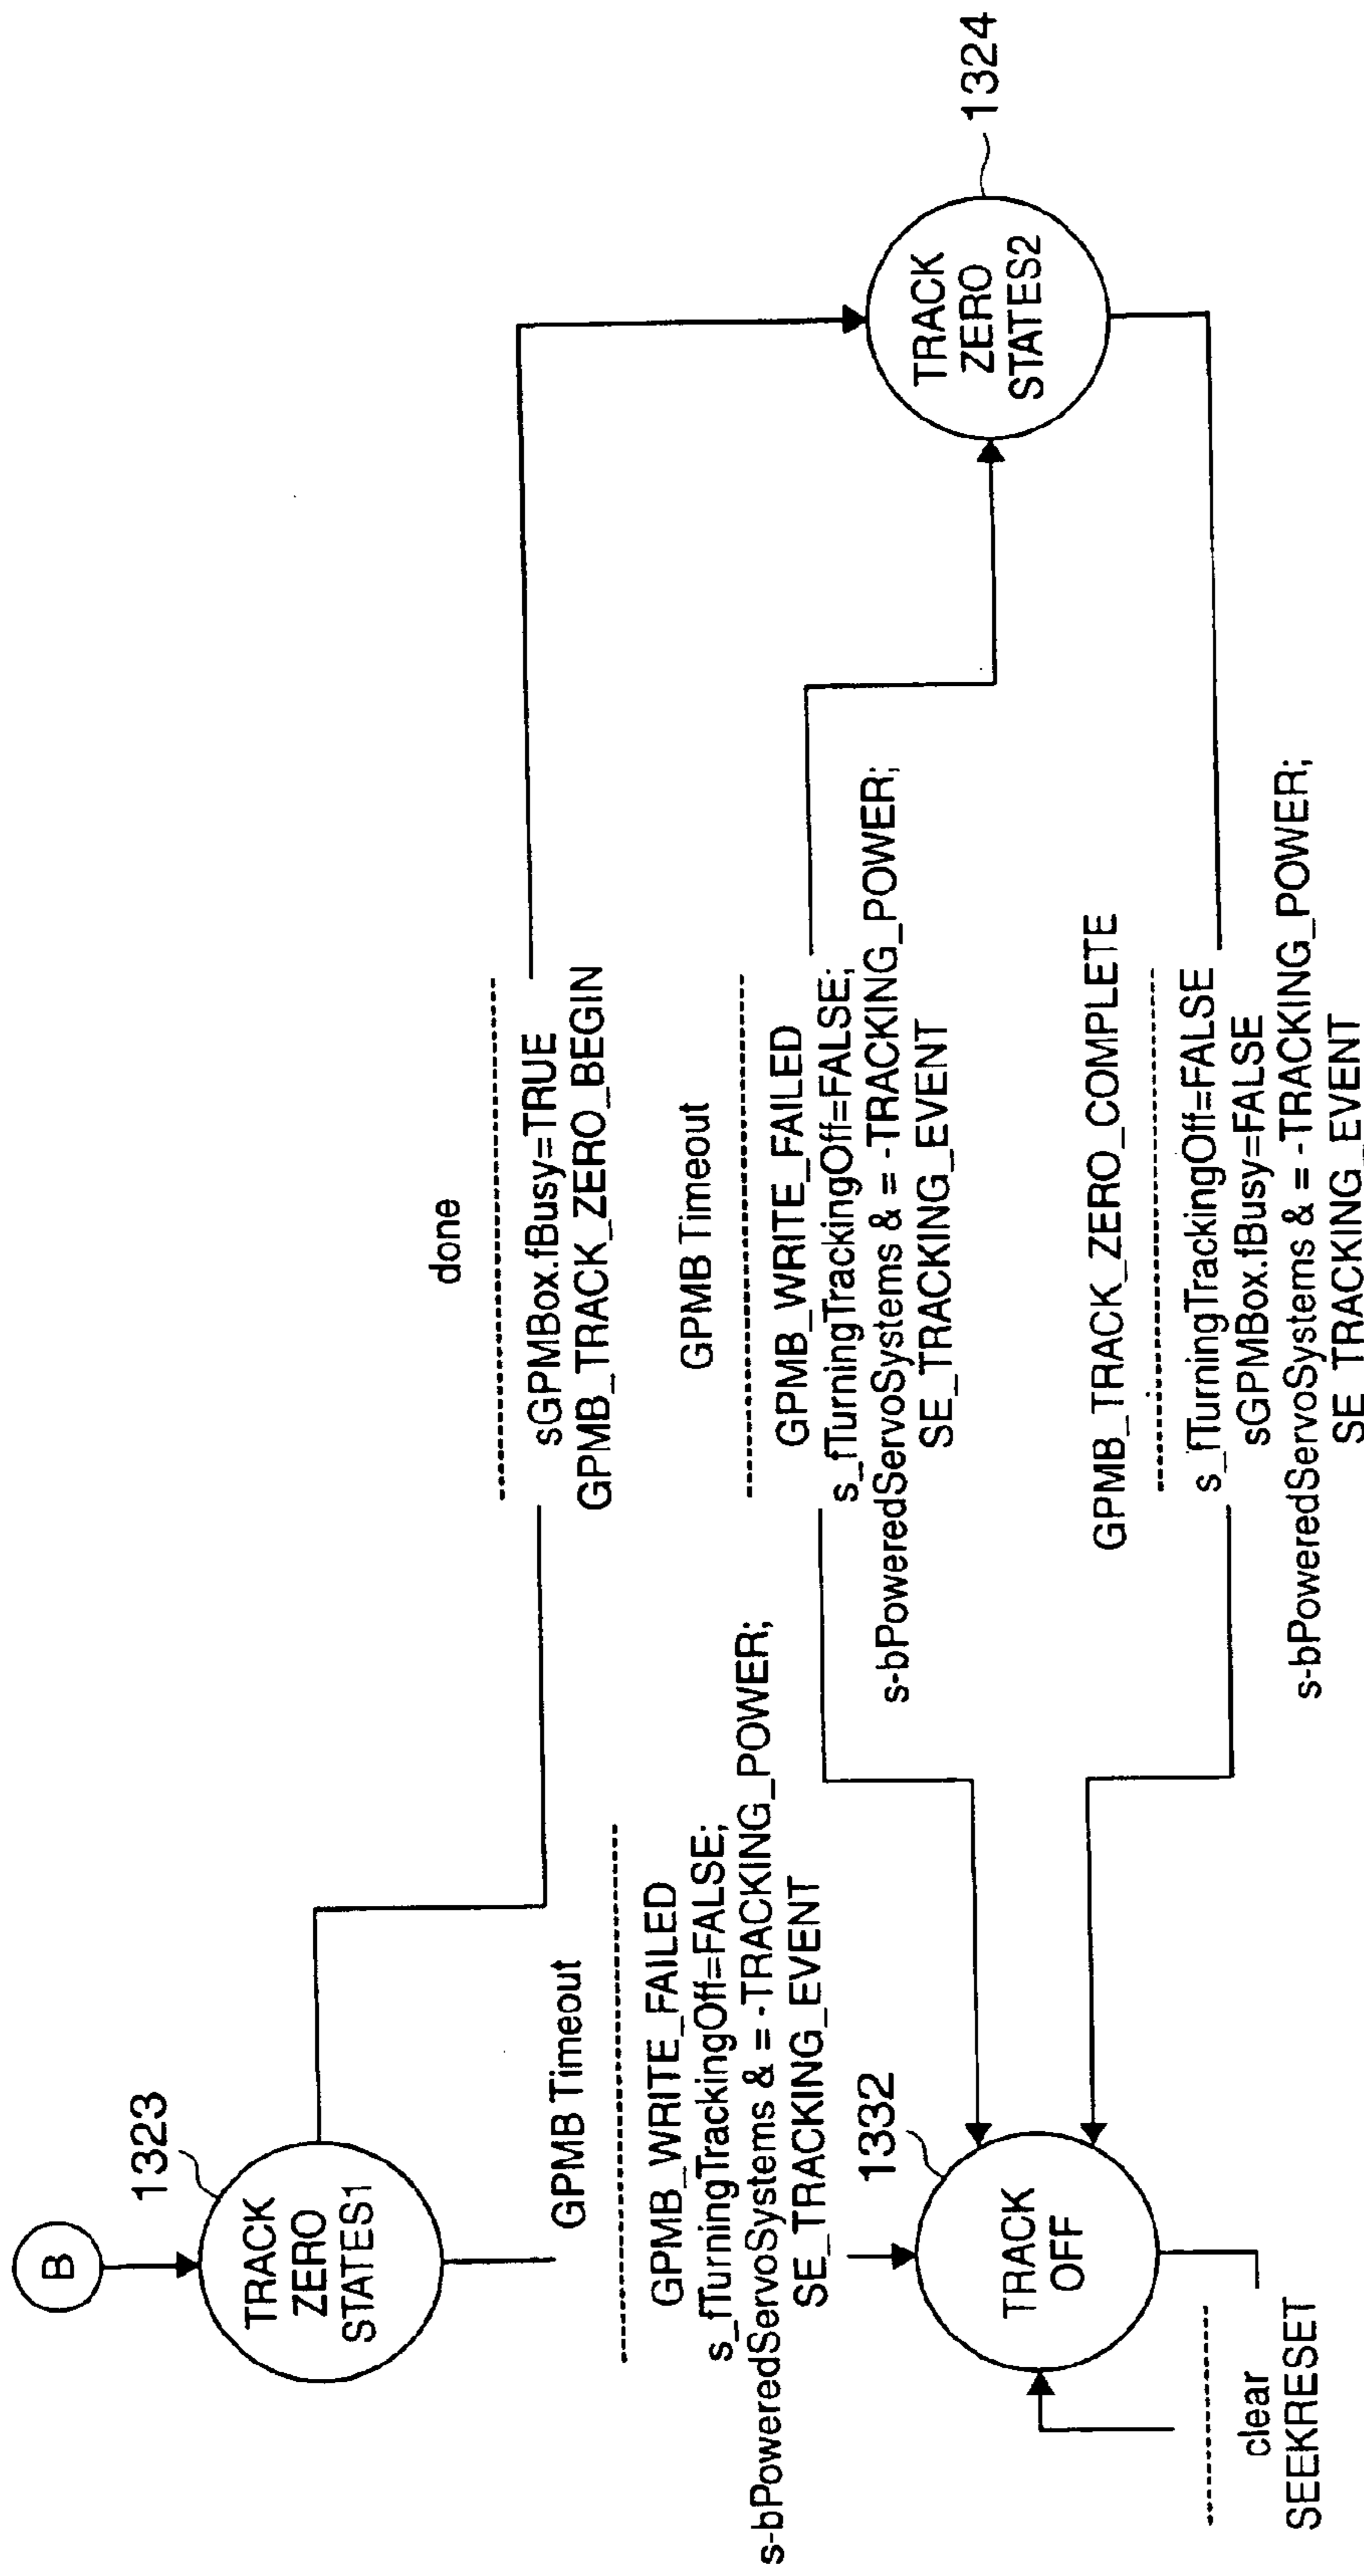 B
1323
TRACK
ZERO
STATES1
done
sGPMBox.fBusy=TRUE
GPMB_TRACK_ZERO_BEGIN
GPMB Timeout
GPMB_WRITE_FAILED
s_fTurningTrackingOff=FALSE;
s-bPoweredServoSystems & = -TRACKING_POWER;
SE_TRACKING_EVENT
GPMB Timeout
GPMB_WRITE_FAILED
s_fTurningTrackingOff=FALSE;
s-bPoweredServoSystems & = -TRACKING_POWER;
SE_TRACKING_EVENT
TRACK
ZERO
STATES2
1324
1332
TRACK
OFF
GPMB_TRACK_ZERO_COMPLETE
s_fTurningTrackingOff=FALSE
sGPMBox.fBusy=FALSE
s-bPoweredServoSystems & = -TRACKING_POWER;
SE_TRACKING_EVENT
clear
SEEKRESET